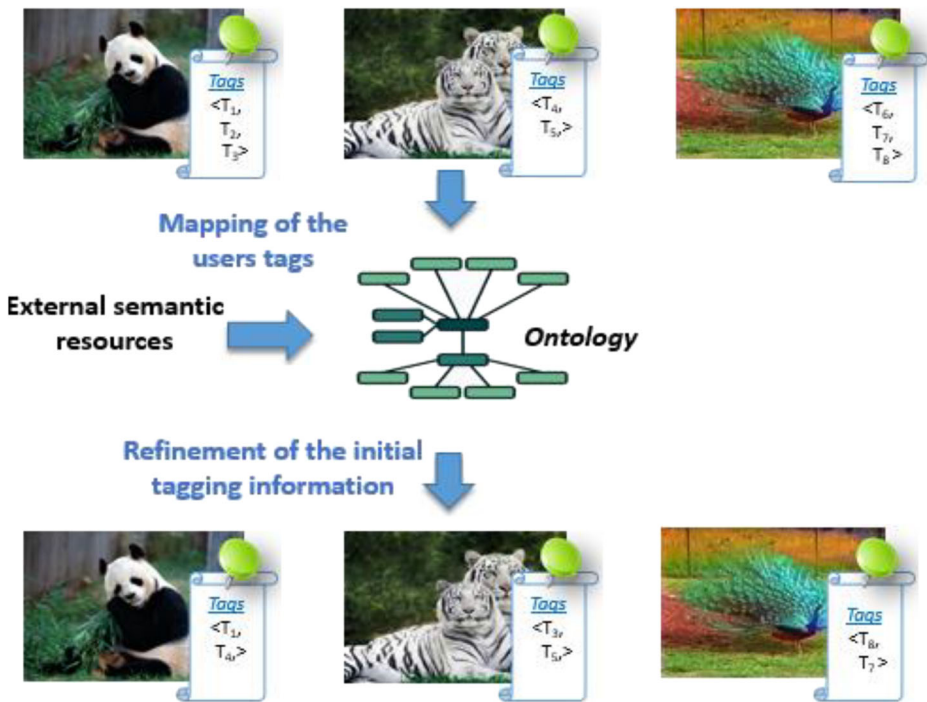 Tags
<T₁,
T₂,
T₃>
Tags
<T₄,
T₅,>
Tags
<T₆,
T₇,
T₈>
Mapping of the
users tags
External semantic
resources
Ontology
Refinement of the initial
tagging information
Tags
<T₁,
T₄,>
Tags
<T₃,
T₅,>
Tags
<T₈,
T₇ >